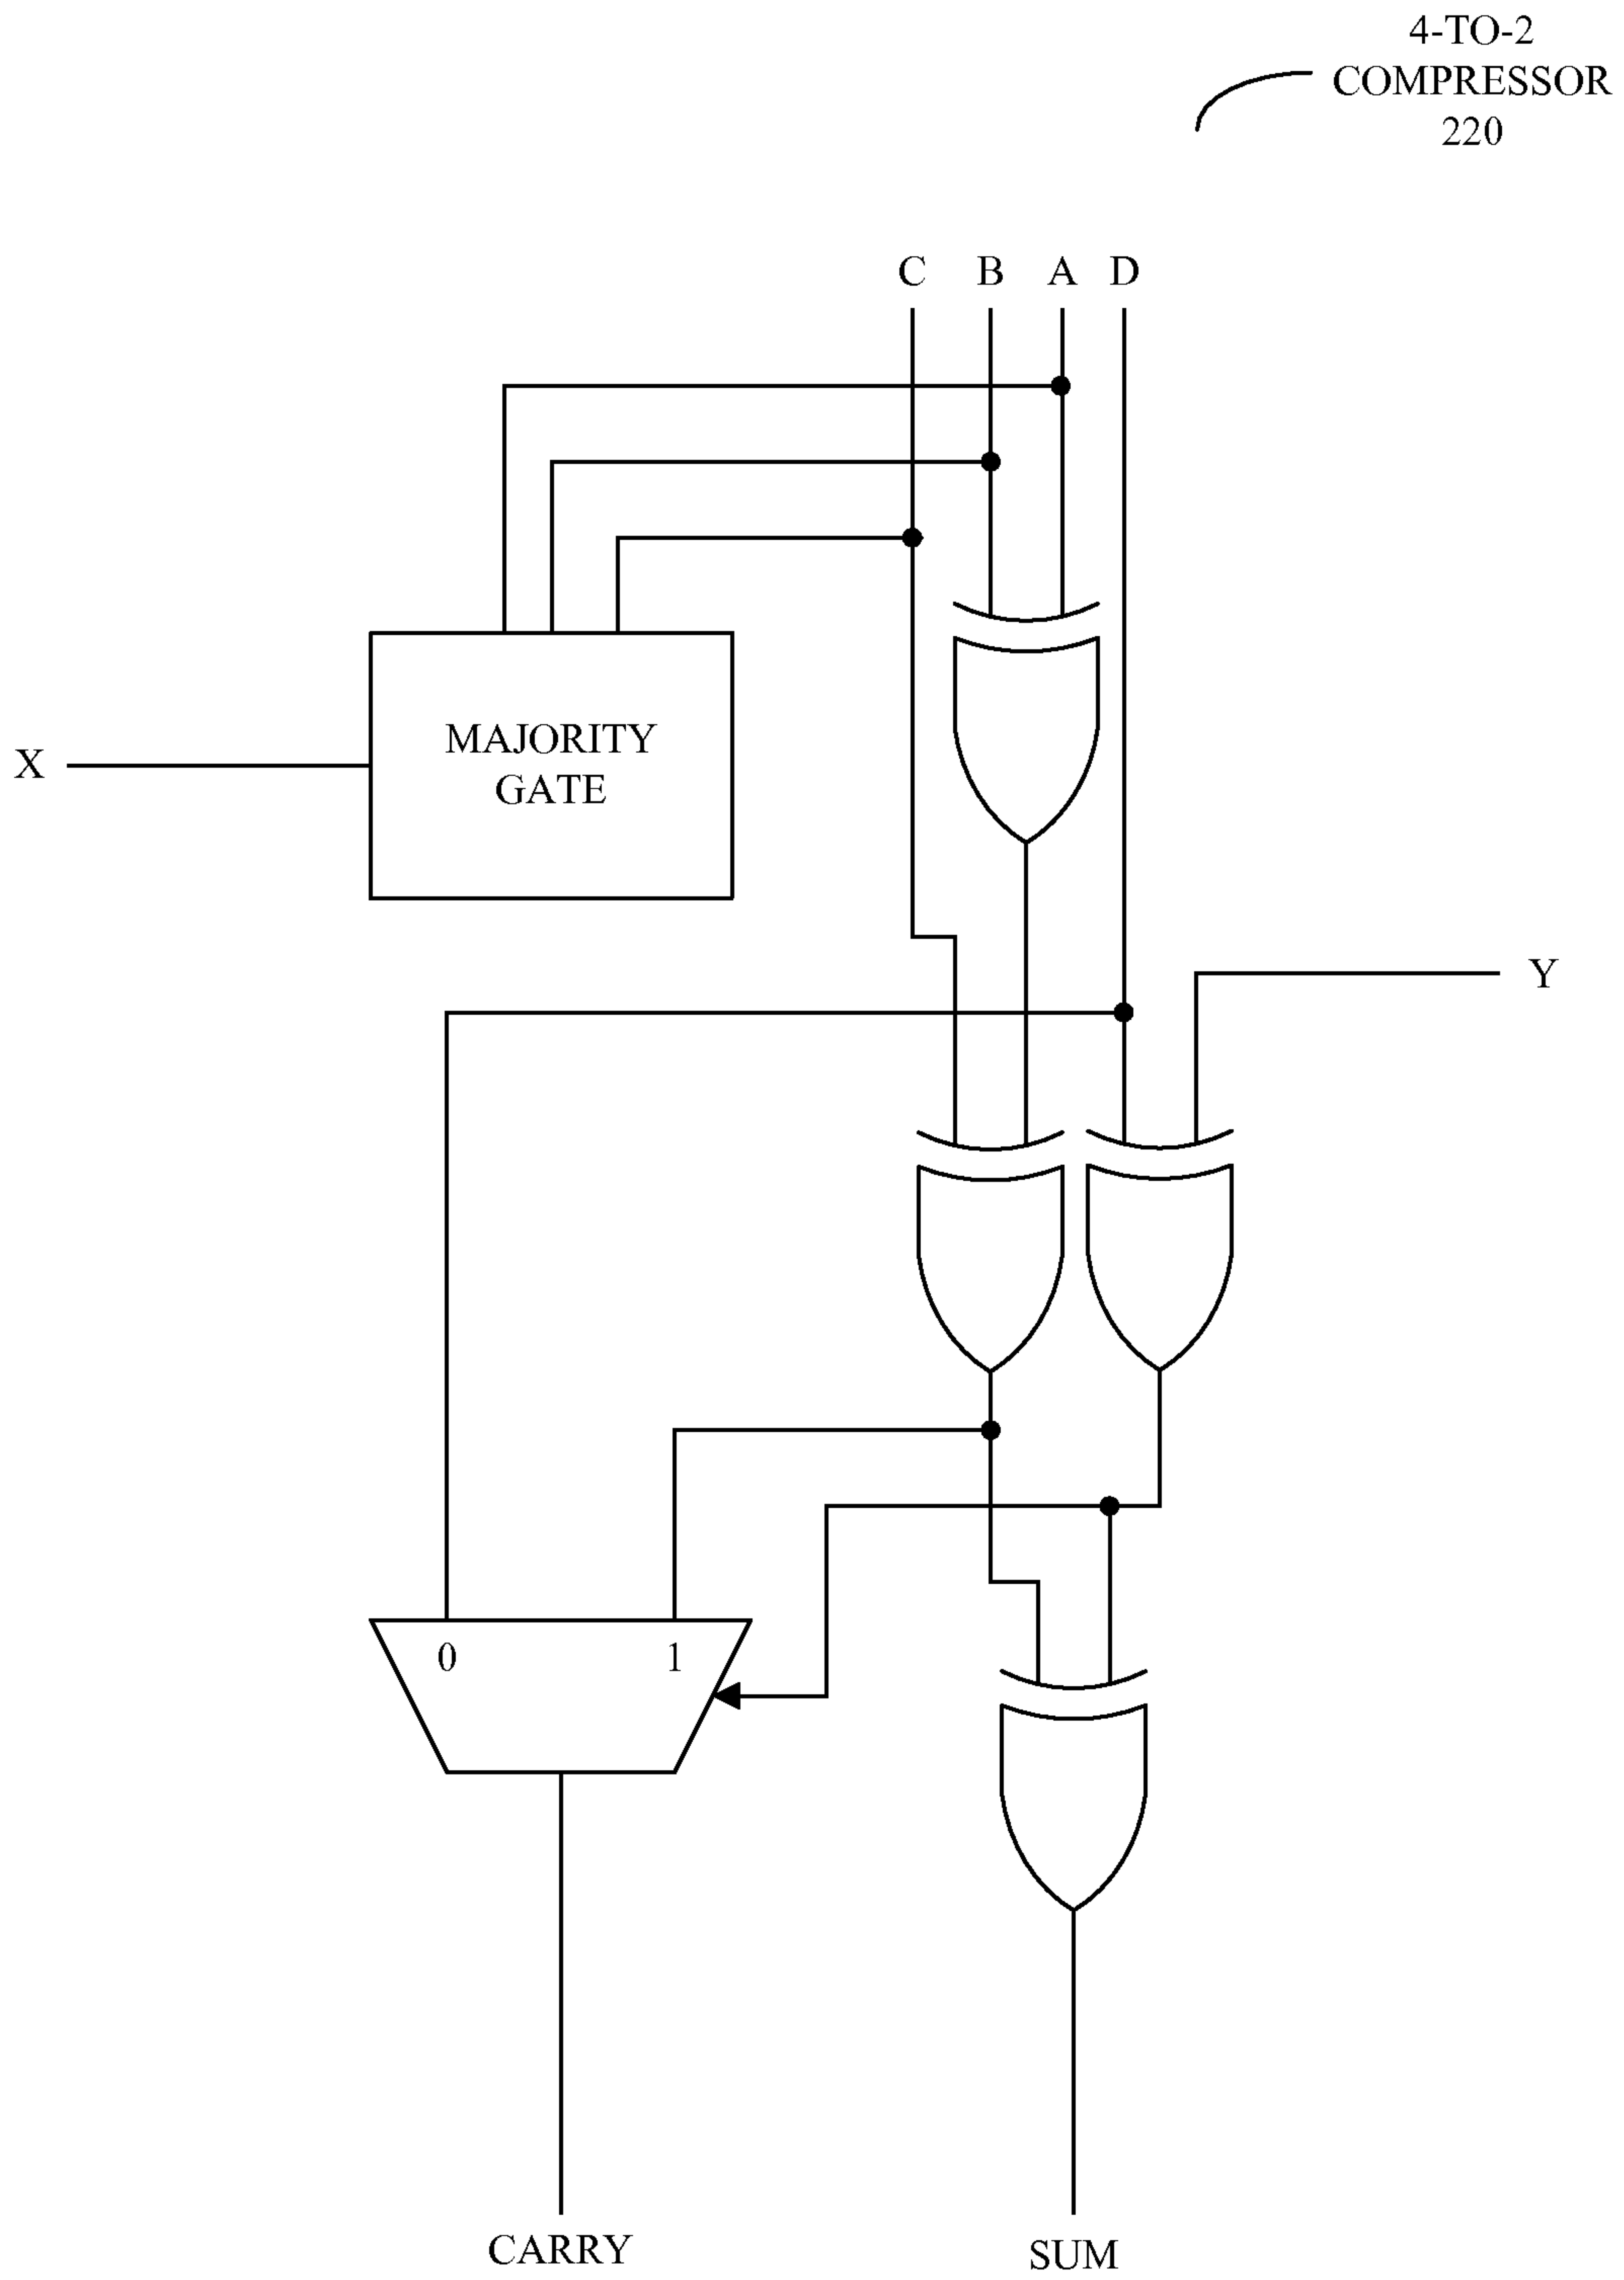 4-TO-2
COMPRESSOR
220
C B A D
MAJORITY
GATE
X
Y
0 1
CARRY
SUM